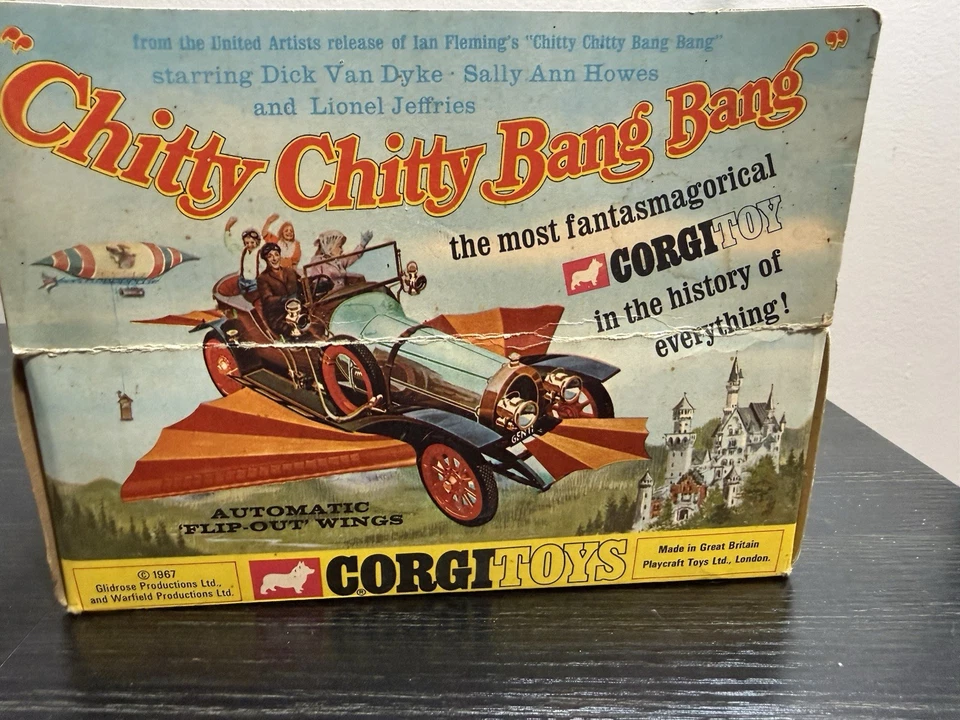 from the United Artists release of Ian Fleming's "Chitty Chitty Bang Bang"
starring Dick Van Dyke · Sally Ann Howes
and Lionel Jeffries
"Chitty Chitty Bang Bang"
the most fantasmagorical
CORGI TOY
in the history of
everything!
GEN 11
AUTOMATIC
'FLIP-OUT' WINGS
© 1967
Glidrose Productions Ltd.,
and Warfield Productions Ltd.
CORGI TOYS
®
Made in Great Britain
Playcraft Toys Ltd., London.